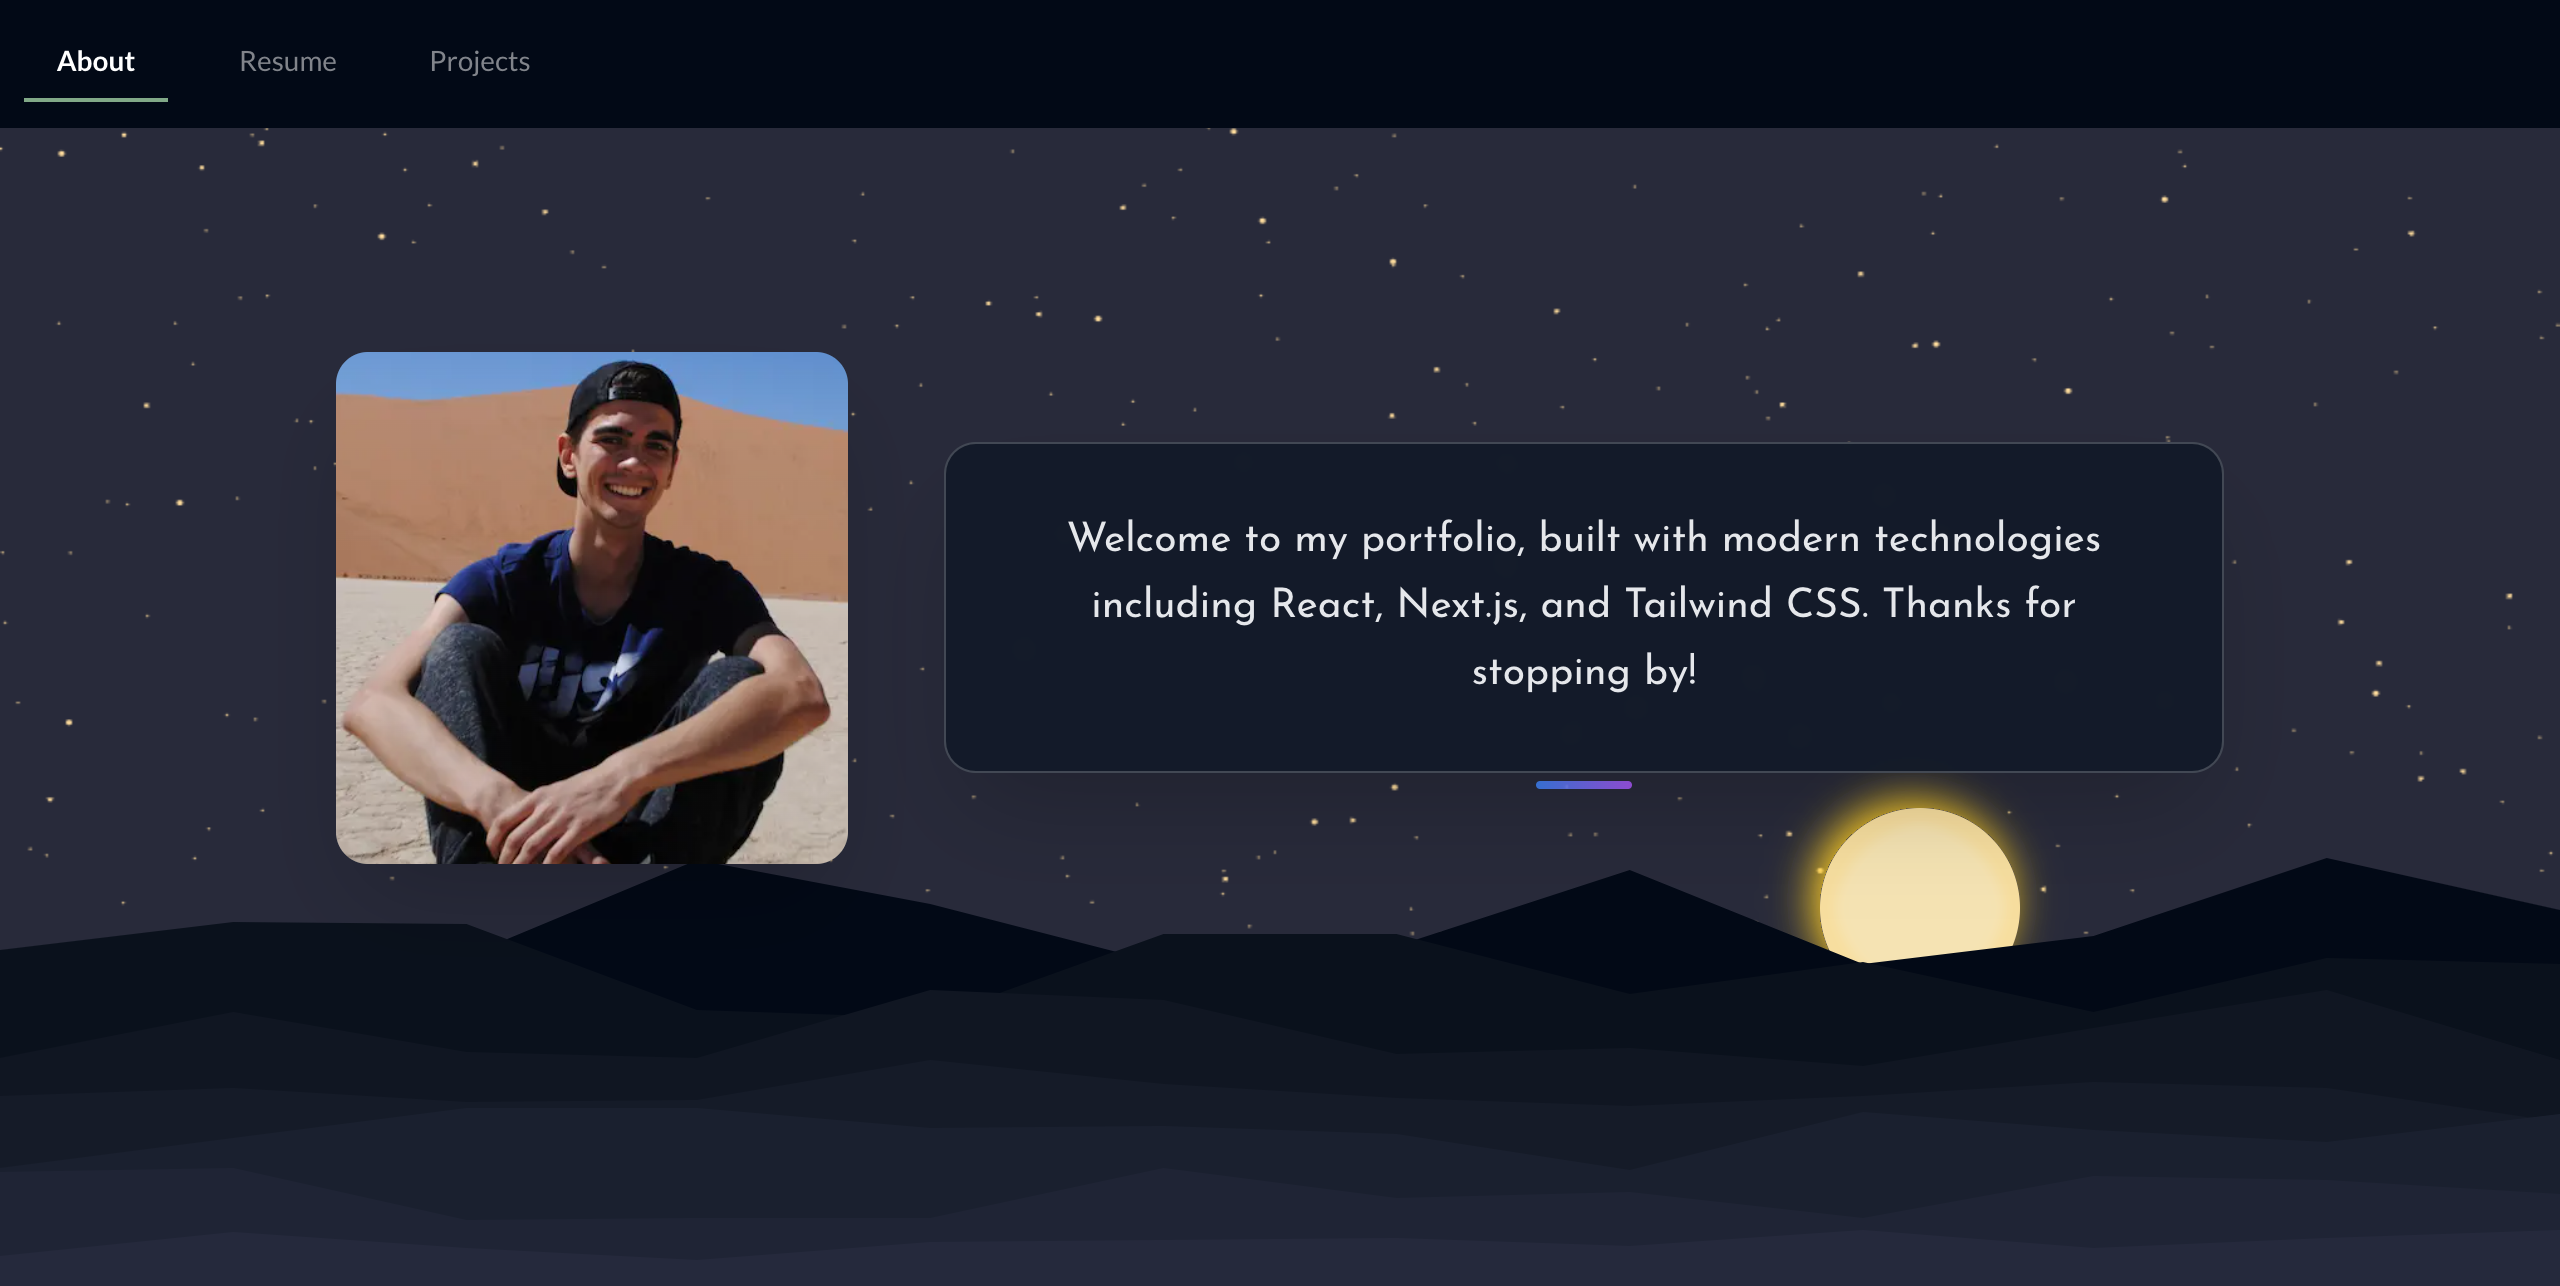 About
Resume
Projects
Welcome to my portfolio, built with modern technologies
including React, Next.js, and Tailwind CSS. Thanks for
stopping by!